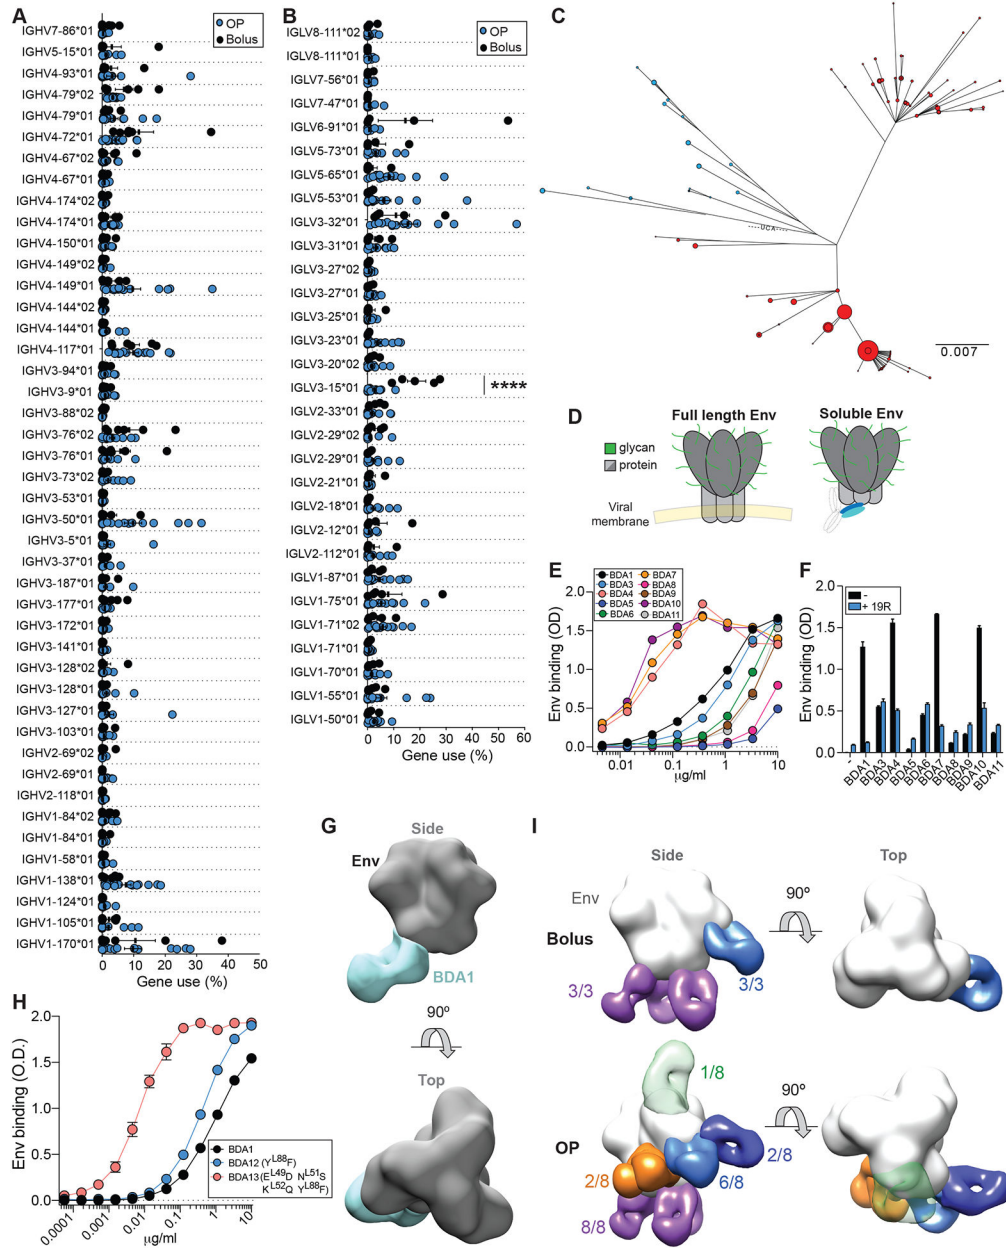 A
OP
Bolus
IGHV7-86*01
IGHV5-15*01
IGHV4-93*01
IGHV4-79*02
IGHV4-79*01
IGHV4-72*01
IGHV4-67*02
IGHV4-67*01
IGHV4-174*02
IGHV4-174*01
IGHV4-150*01
IGHV4-149*02
IGHV4-149*01
IGHV4-144*02
IGHV4-144*01
IGHV4-117*01
IGHV3-94*01
IGHV3-9*01
IGHV3-88*02
IGHV3-76*02
IGHV3-76*01
IGHV3-73*02
IGHV3-53*01
IGHV3-50*01
IGHV3-5*01
IGHV3-37*01
IGHV3-187*01
IGHV3-177*01
IGHV3-172*01
IGHV3-141*01
IGHV3-128*02
IGHV3-128*01
IGHV3-127*01
IGHV3-103*01
IGHV2-69*02
IGHV2-69*01
IGHV2-118*01
IGHV1-84*02
IGHV1-84*01
IGHV1-58*01
IGHV1-138*01
IGHV1-124*01
IGHV1-105*01
IGHV1-170*01
0 10 20 30 40 50
Gene use (%)
B
OP
Bolus
IGLV8-111*02
IGLV8-111*01
IGLV7-56*01
IGLV7-47*01
IGLV6-91*01
IGLV5-73*01
IGLV5-65*01
IGLV5-53*01
IGLV3-32*01
IGLV3-31*01
IGLV3-27*02
IGLV3-27*01
IGLV3-25*01
IGLV3-23*01
IGLV3-20*02
IGLV3-15*01
****
IGLV2-33*01
IGLV2-29*02
IGLV2-29*01
IGLV2-21*01
IGLV2-18*01
IGLV2-12*01
IGLV2-112*01
IGLV1-87*01
IGLV1-75*01
IGLV1-71*02
IGLV1-71*01
IGLV1-70*01
IGLV1-55*01
IGLV1-50*01
0 20 40 60
Gene use (%)
C
UCA
0.007
D
Full length Env
Soluble Env
glycan
protein
Viral
membrane
E
BDA1 BDA7
BDA3 BDA8
BDA4 BDA9
BDA5 BDA10
BDA6 BDA11
2.0
1.5
1.0
0.5
0.0
Env binding (OD)
0.01 0.1 1 10
µg/ml
F
-
+ 19R
2.0
1.5
1.0
0.5
0.0
Env binding (OD)
-
BDA1
BDA3
BDA4
BDA5
BDA6
BDA7
BDA8
BDA9
BDA10
BDA11
G
Side
Env
BDA1
90º
Top
H
2.0
1.5
1.0
0.5
0.0
Env binding (O.D.)
BDA1
BDA12 (Y^L88F)
BDA13 (E^L49D N^L51S
K^L52Q Y^L88F)
0.0001 0.001 0.01 0.1 1 10
µg/ml
I
Side
Top
Env
Bolus
90º
3/3
3/3
1/8
90º
OP
2/8
2/8
6/8
8/8